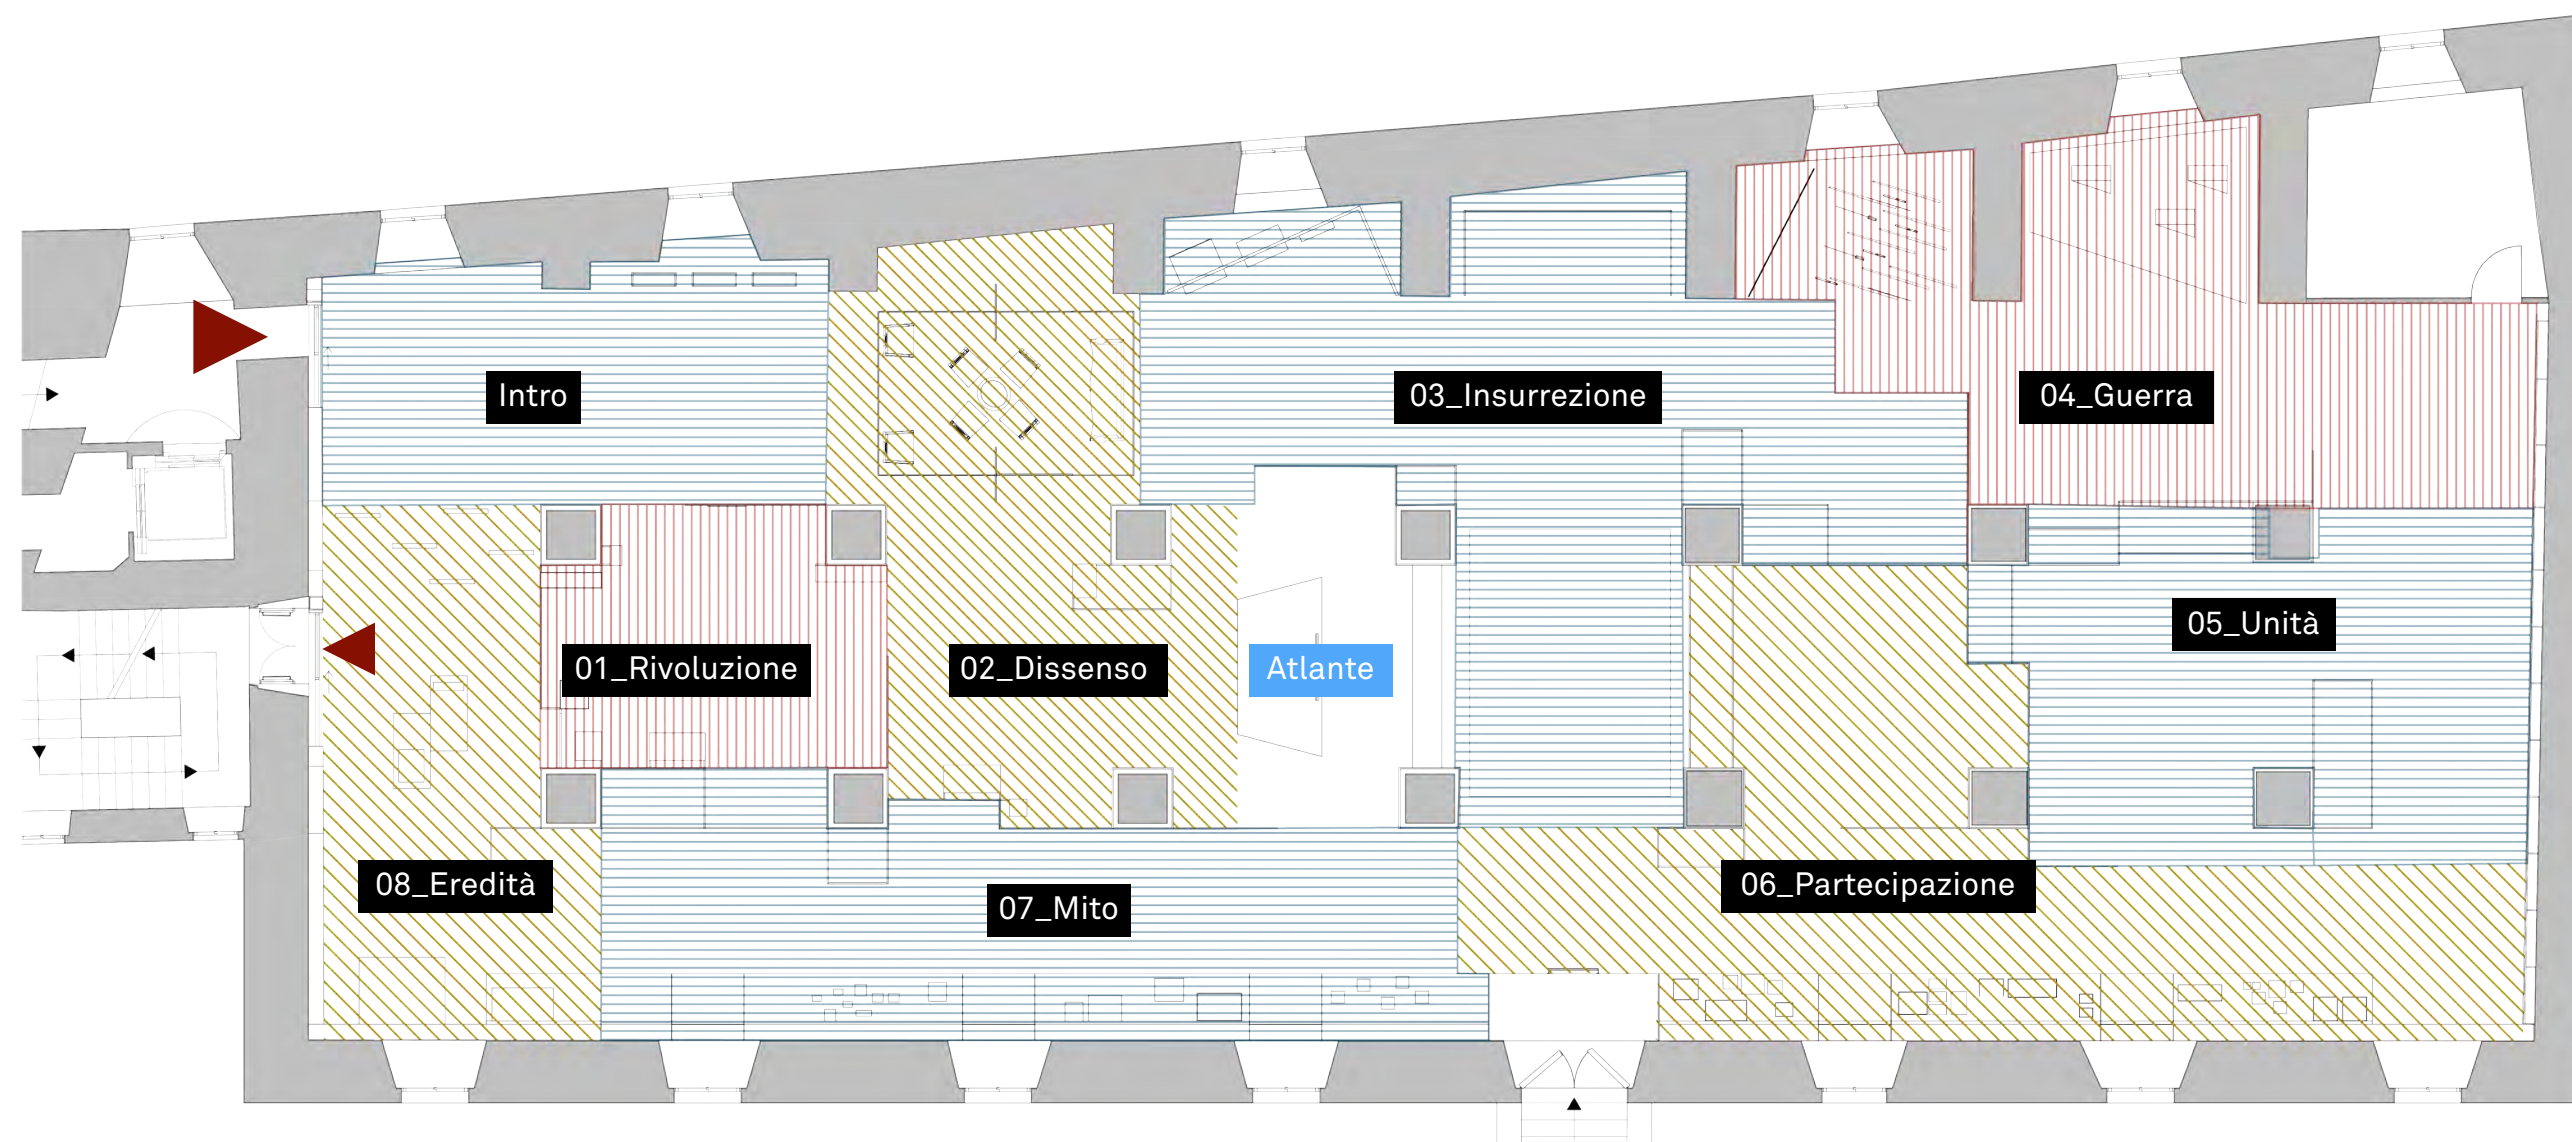 Intro
03_Insurrezione
04_Guerra
05_Unità
01_Rivoluzione
02_Dissenso
Atlante
08_Eredità
06_Partecipazione
07_Mito